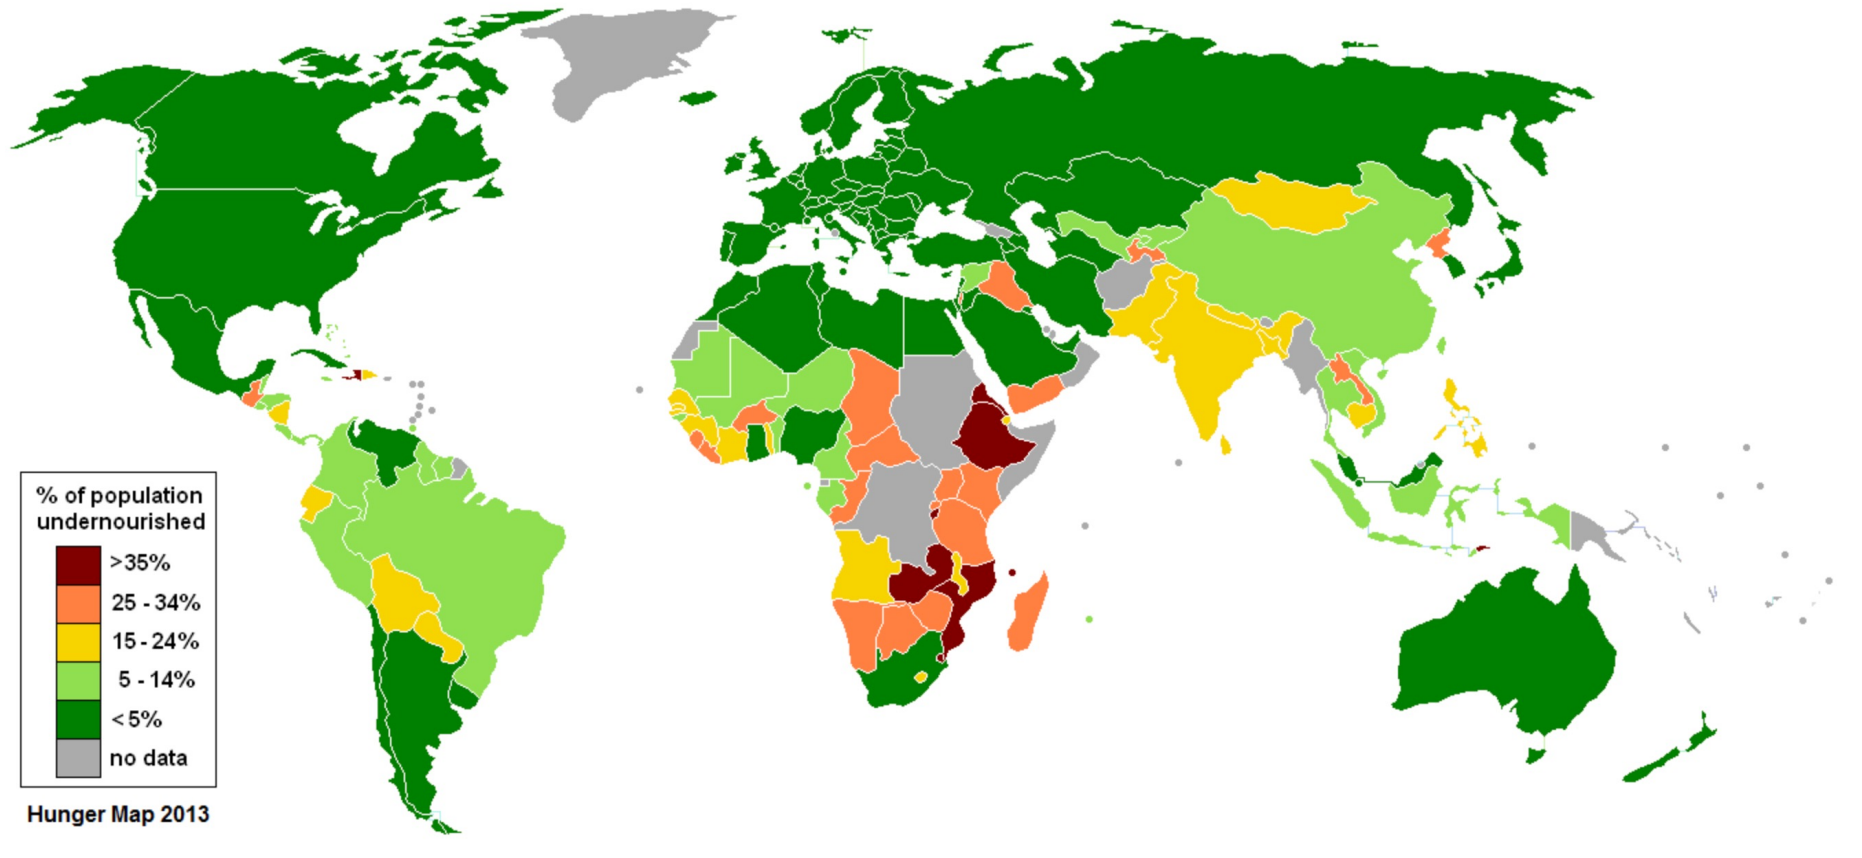 % of population
undernourished
>35%
25 - 34%
15 - 24%
5 - 14%
< 5%
no data
Hunger Map 2013